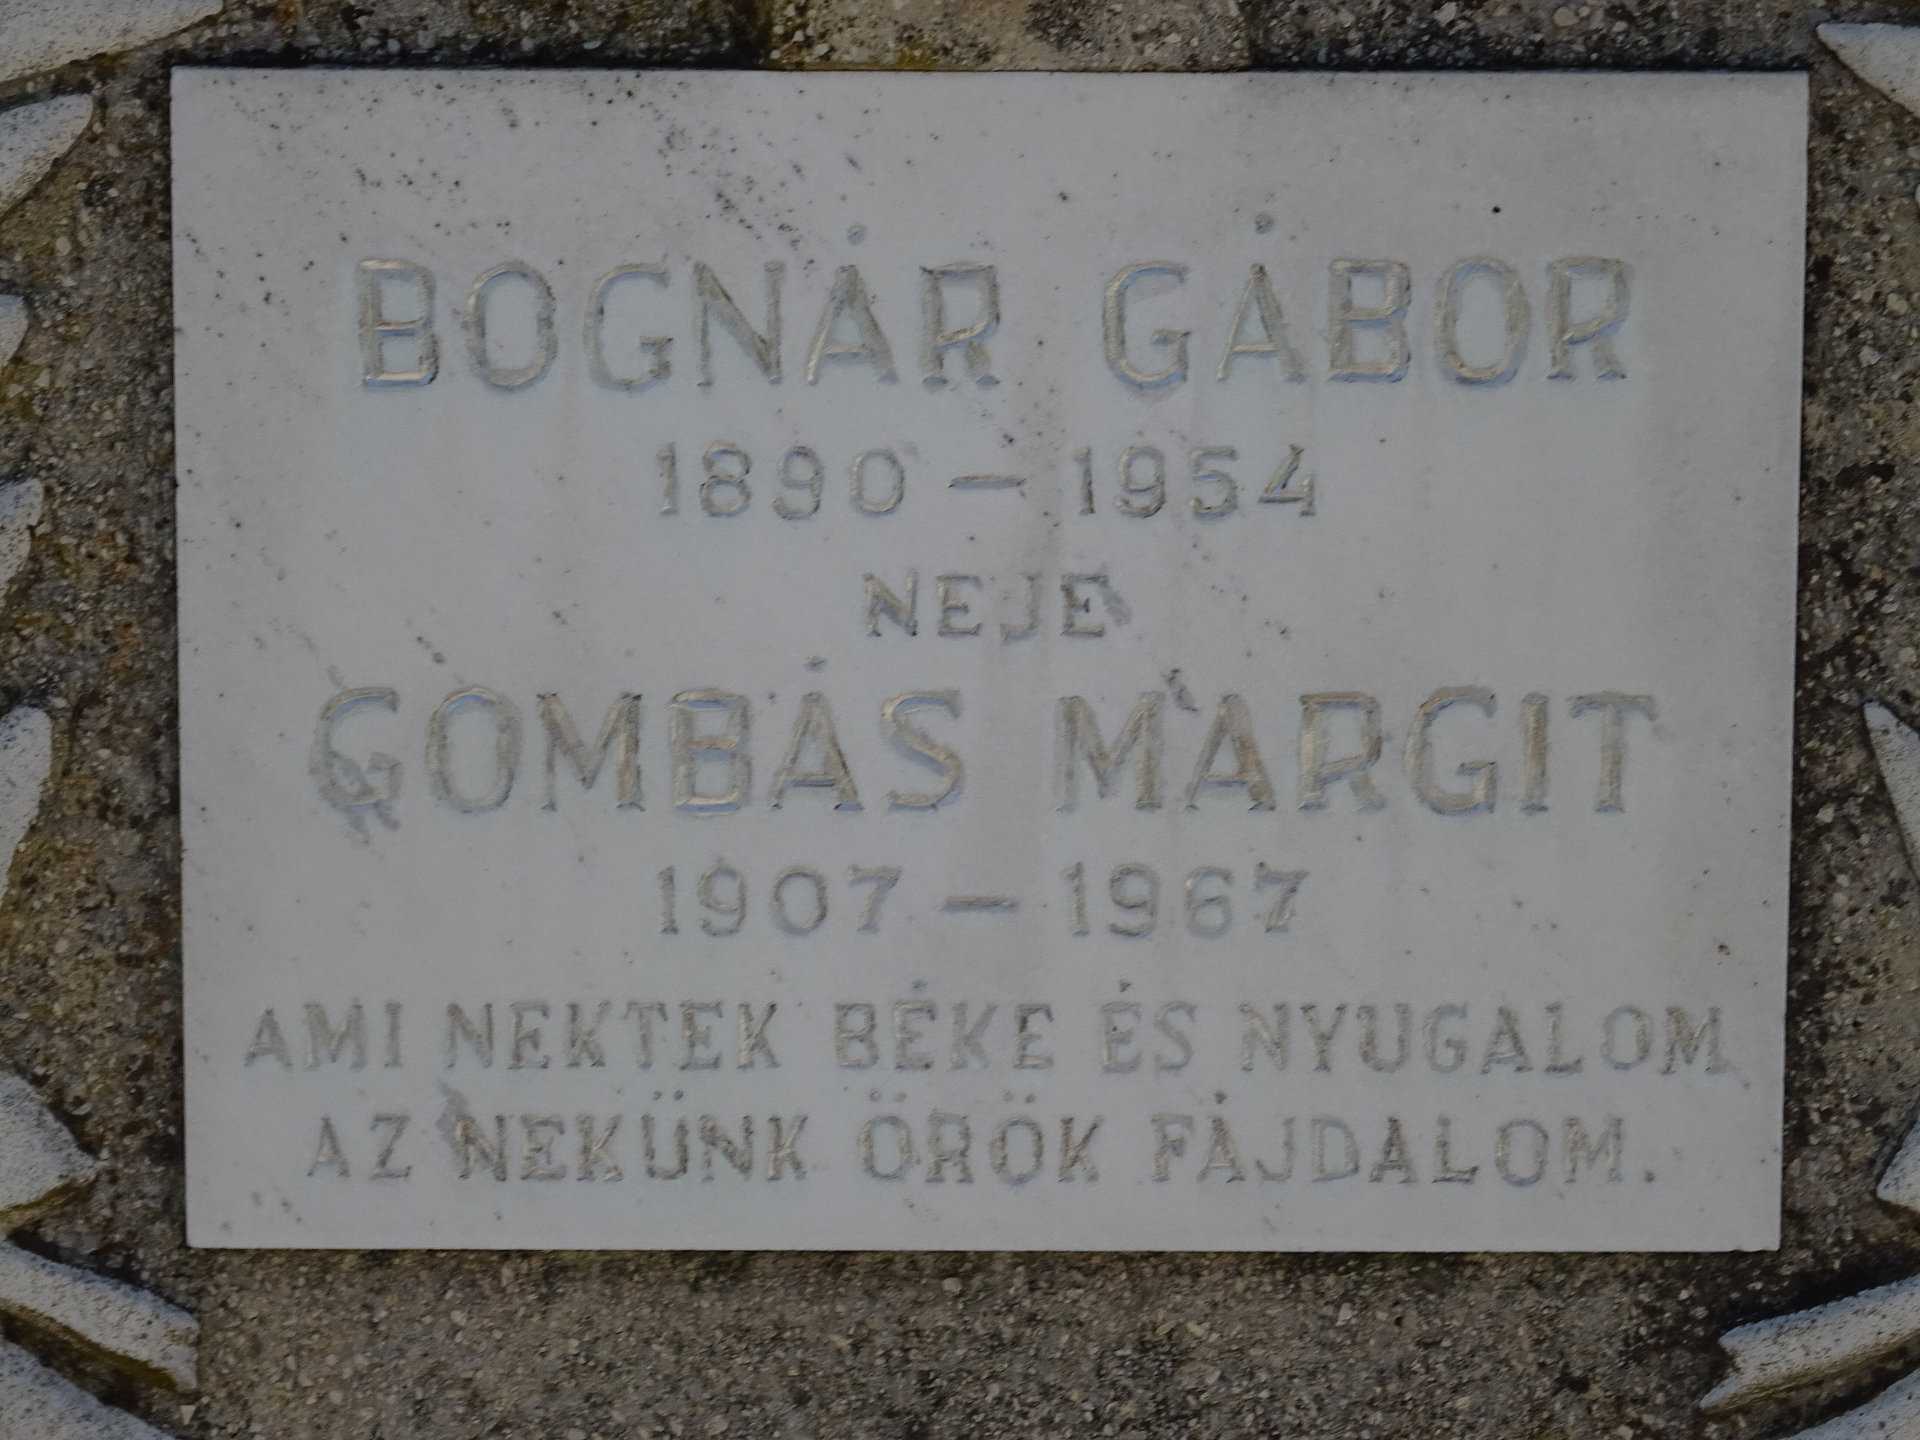 BOGNÁR GÁBOR
1890 — 1954
NEJE
GOMBÁS MARGIT
1907 — 1967
AMI NEKTEK BÉKE ÉS NYUGALOM
AZ NEKÜNK ÖRÖK FÁJDALOM.